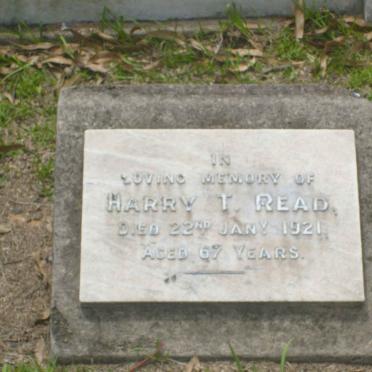 IN
LOVING MEMORY OF
HARRY T. READ,
DIED 22ND JANY 1921.
AGED 67 YEARS.